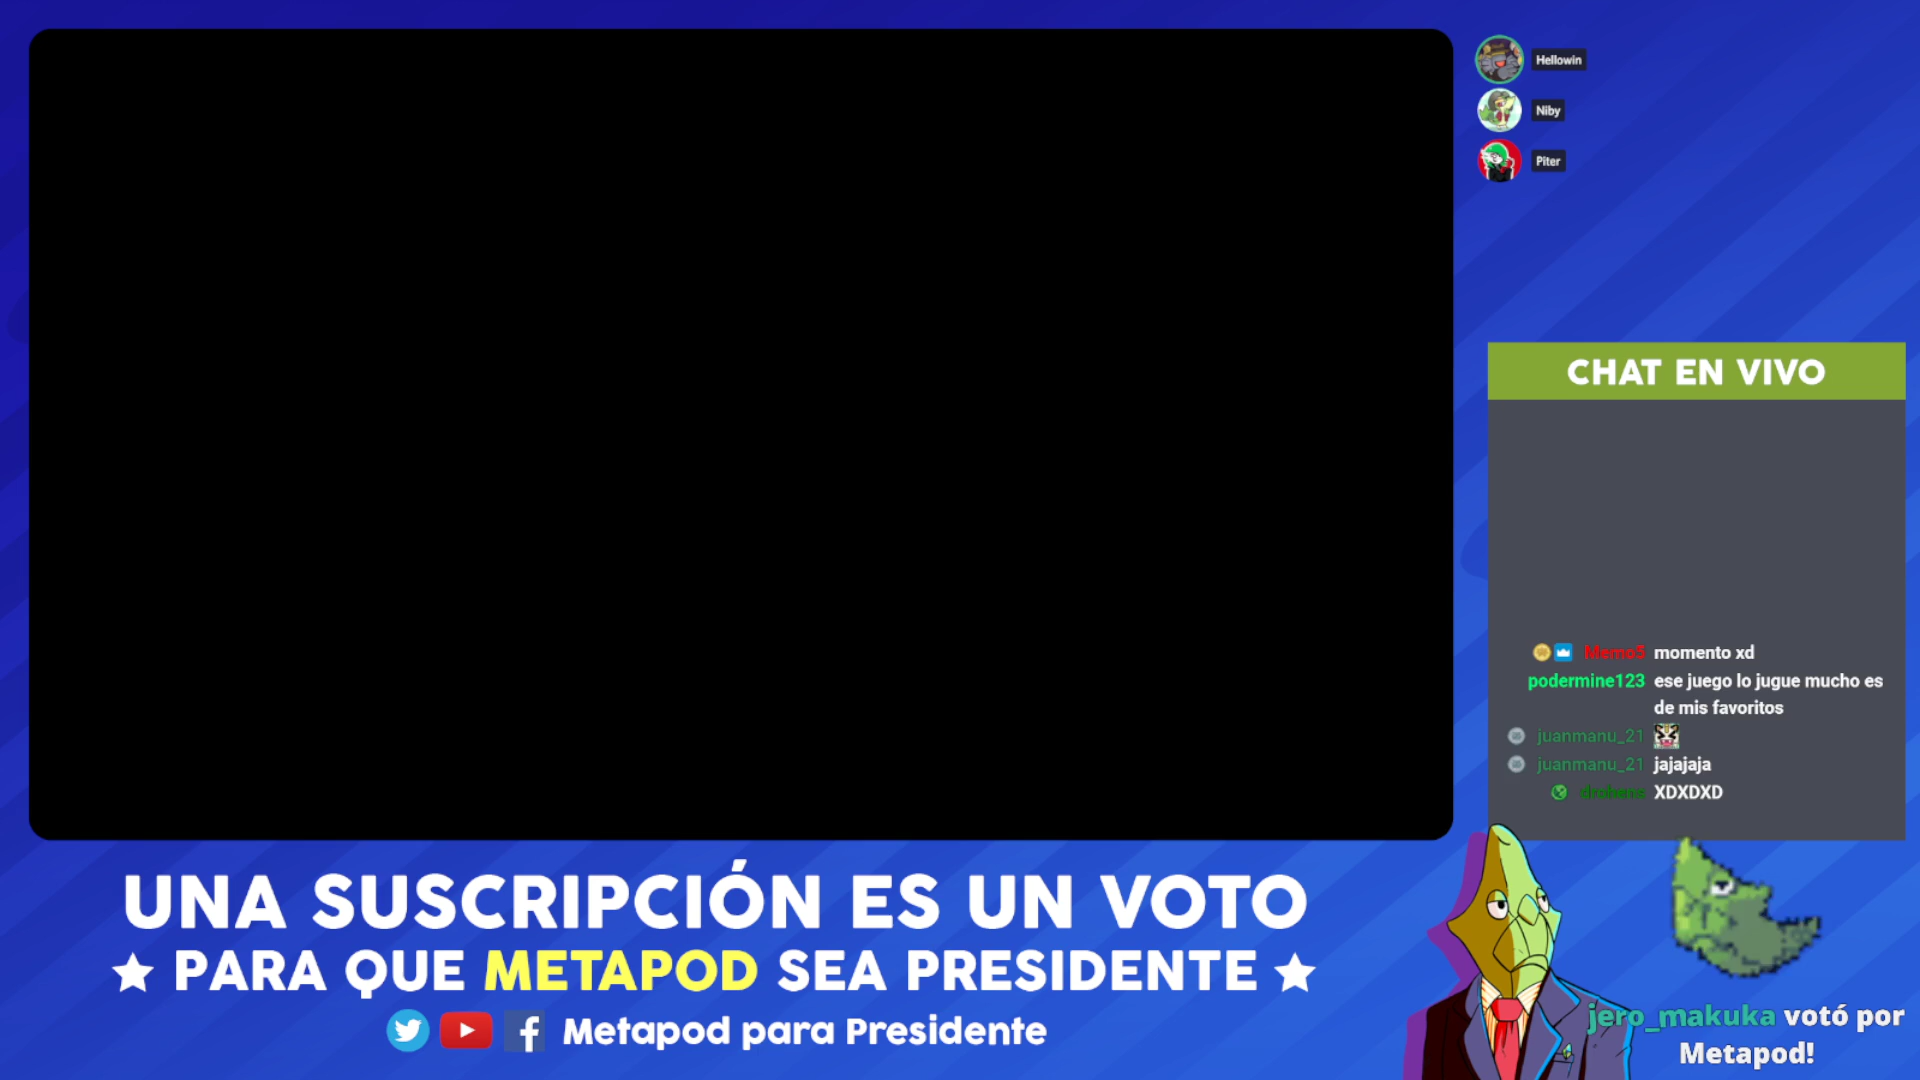 Hellowin
Niby
Piter
CHAT EN VIVO
Memo5 momento xd
podermine123 ese juego lo jugue mucho es
de mis favoritos
juanmanu_21
juanmanu_21 jajajaja
XDXDXD
UNA SUSCRIPCIÓN ES UN VOTO
PARA QUE METAPOD SEA PRESIDENTE
Metapod para Presidente
jero_makuka votó por
Metapod!